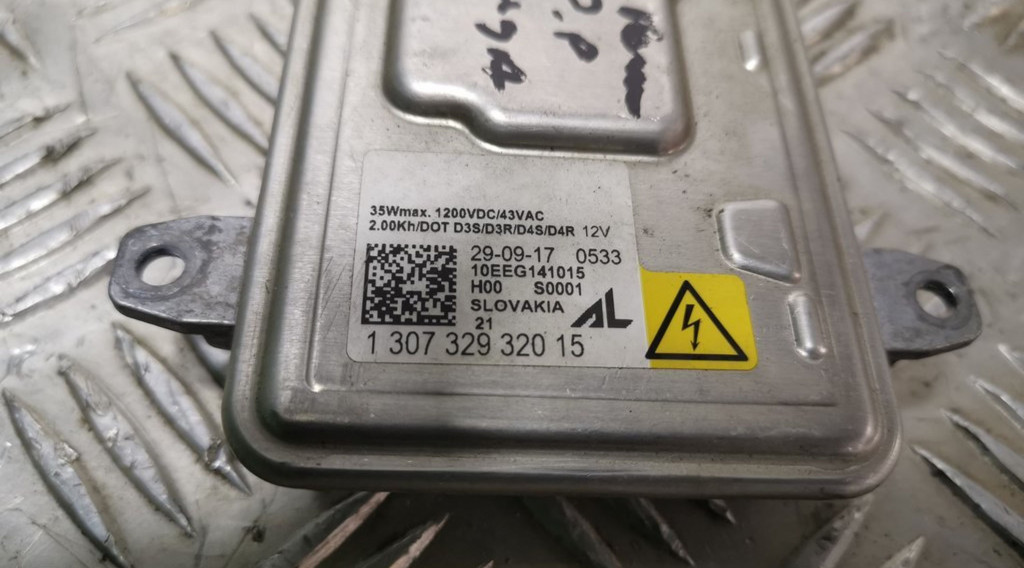 35Wmax. 1200VDC/43VAC
2.00Kh/DOT D3S/D3R/D4S/D4R 12V
29-09-17 0533
10EEG141015
H00 S0001
SLOVAKIA
AL
21
1 307 329 320 15